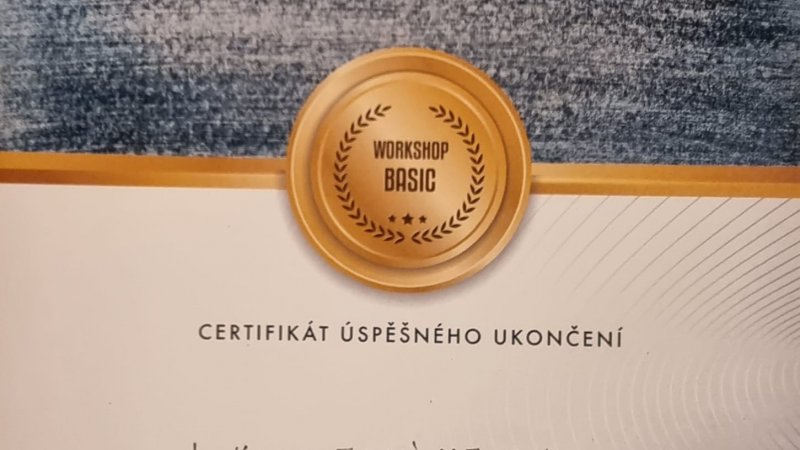 WORKSHOP
BASIC
CERTIFIKÁT ÚSPĚŠNÉHO UKONČENÍ